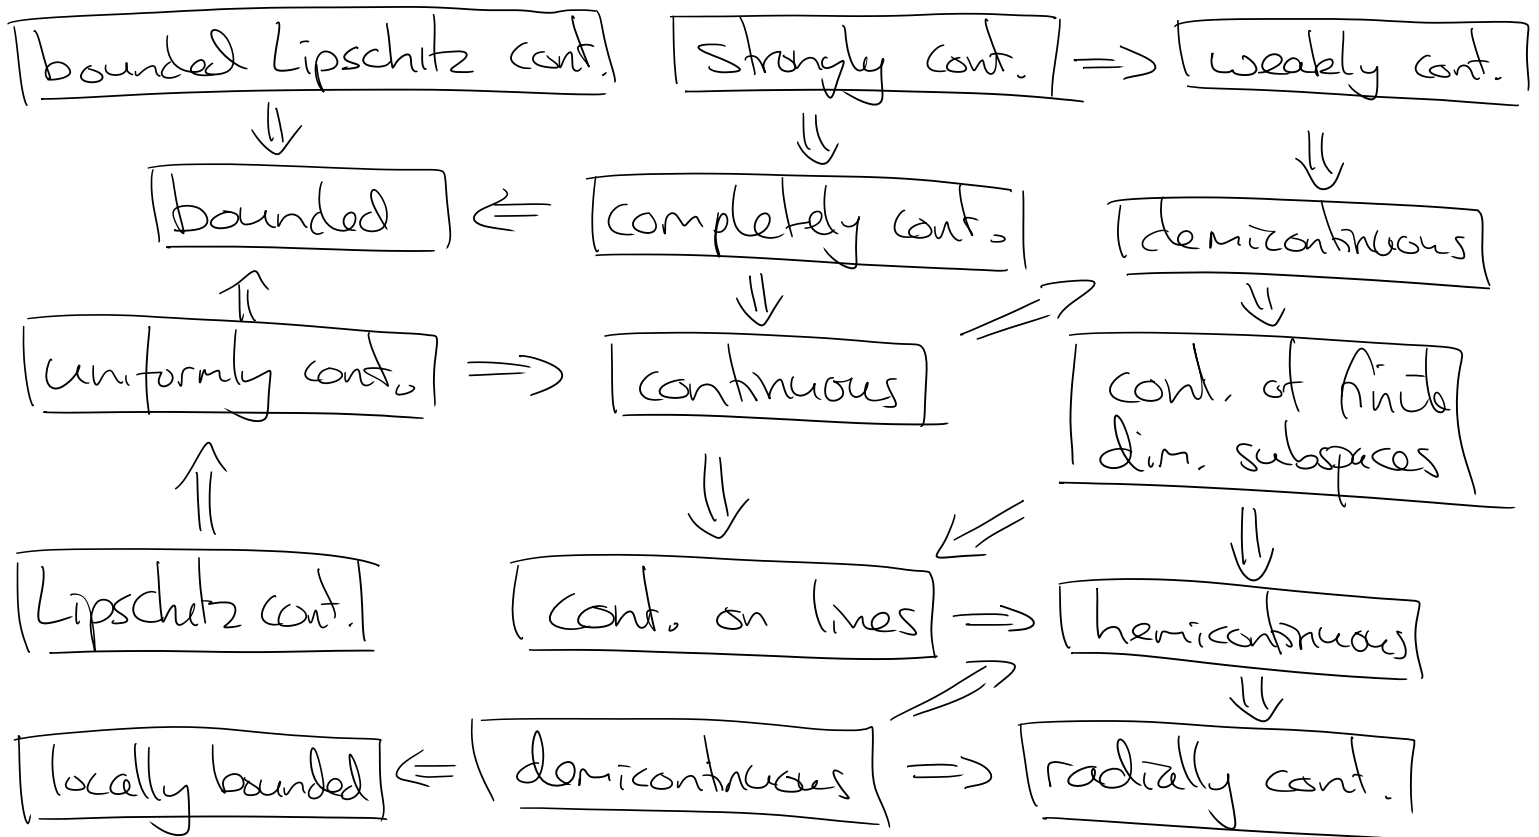 bounded Lipschitz cont. ⇓ strongly cont. ⇒ weakly cont.
⇓ ⇓ ⇓
bounded ⇐ completely cont. demicontinuous
⇑ ⇓ ⇗ ⇓
uniformly cont. ⇒ continuous cont. of finite
dim. subspaces
⇑ ⇓ ⇙ ⇓
Lipschitz cont. cont. on lines ⇒ hemicontinuous
⇗ ⇓
locally bounded ⇐ demicontinuous ⇒ radially cont.